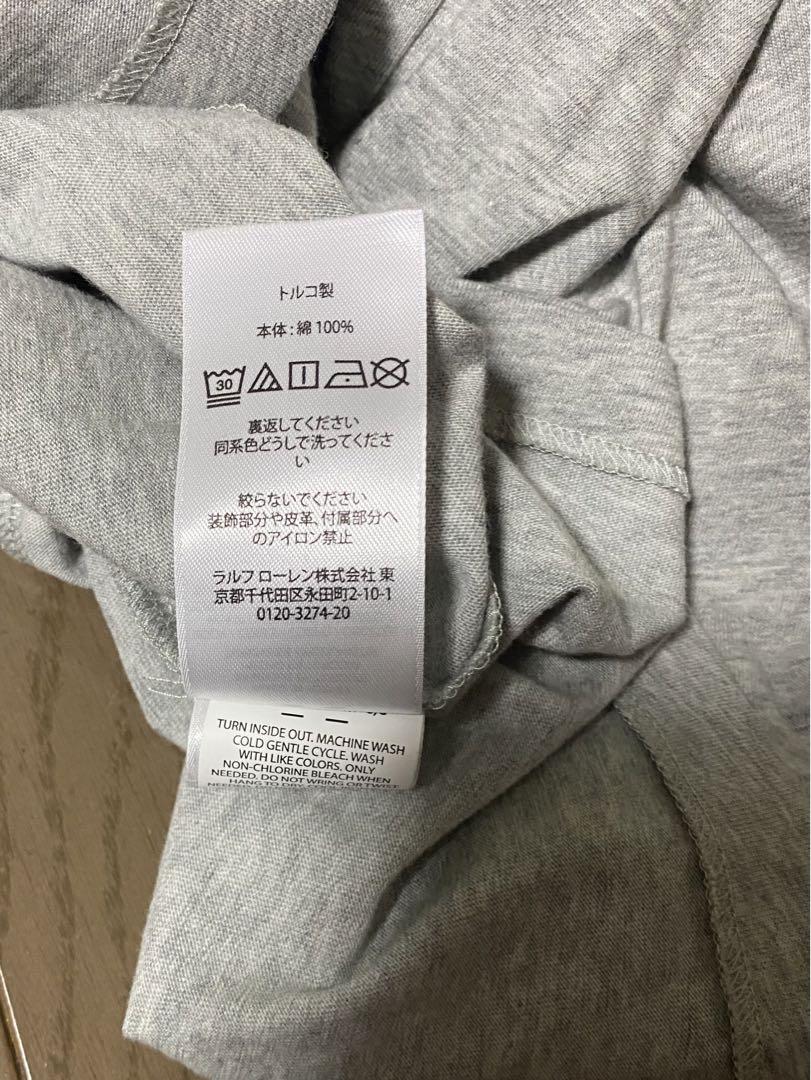 トルコ製
本体:綿 100%
30
裏返してください
同系色どうしで洗ってくださ
い
絞らないでください
装飾部分や皮革、付属部分へ
のアイロン禁止
ラルフ ローレン株式会社 東
京都千代田区永田町2-10-1
0120-3274-20
TURN INSIDE OUT. MACHINE WASH
COLD GENTLE CYCLE. WASH
WITH LIKE COLORS. ONLY
NON-CHLORINE BLEACH WHEN
NEEDED. DO NOT WRING OR TWIST.
HANG TO DRY.